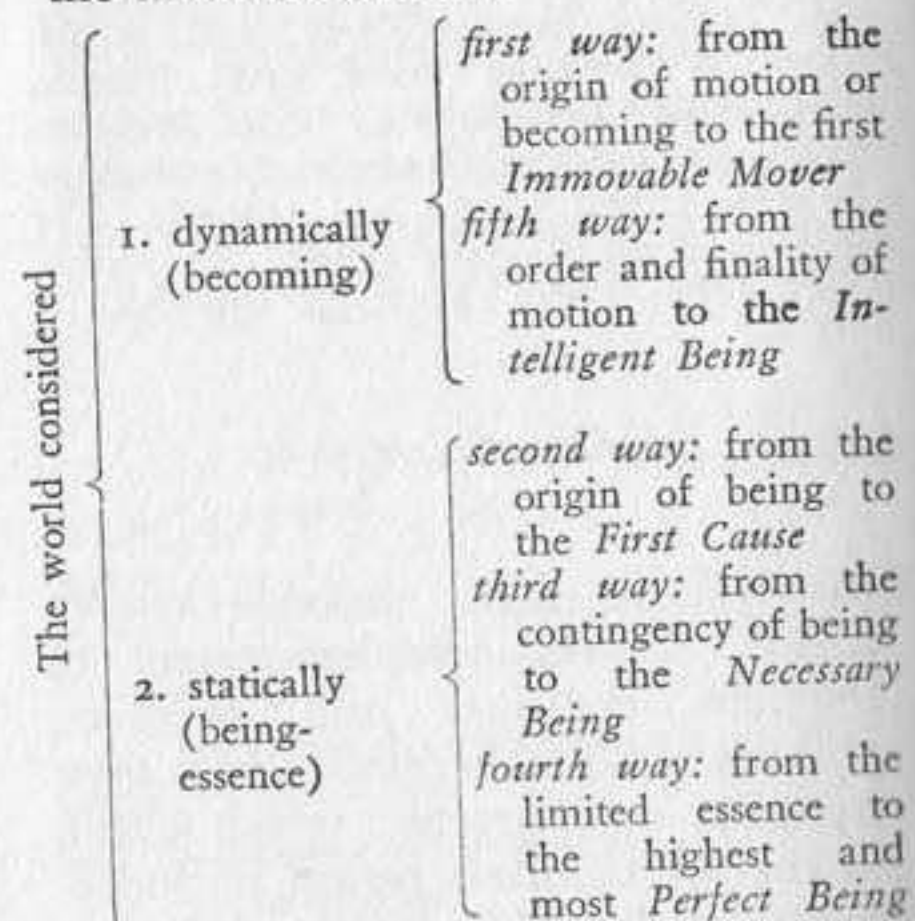 The world considered
1. dynamically
(becoming)
first way: from the
origin of motion or
becoming to the first
Immovable Mover
fifth way: from the
order and finality of
motion to the In-
telligent Being
2. statically
(being-
essence)
second way: from the
origin of being to
the First Cause
third way: from the
contingency of being
to the Necessary
Being
fourth way: from the
limited essence to
the highest and
most Perfect Being